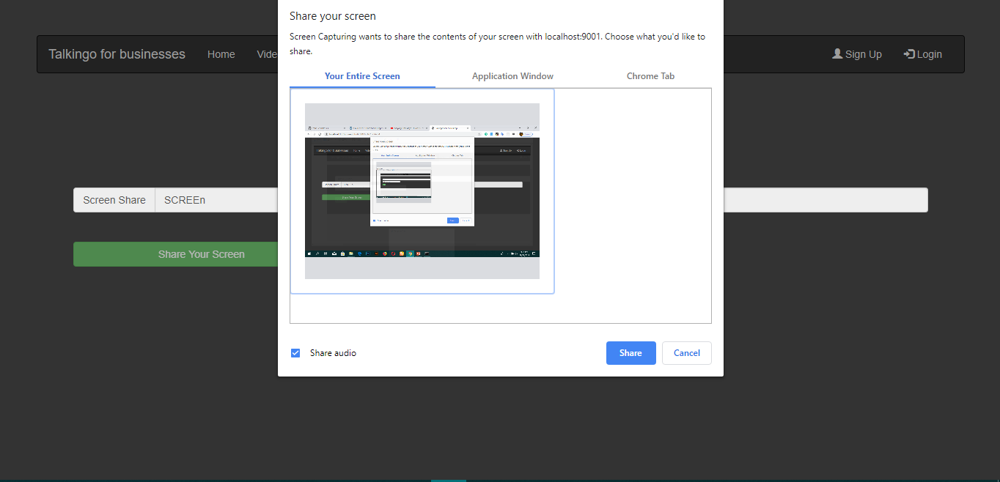 Share your screen
Screen Capturing wants to share the contents of your screen with localhost:9001. Choose what you'd like to
share.
Talkingo for businesses Home Vide Sign Up Login
Your Entire Screen Application Window Chrome Tab
Screen Share SCREEn
Share Your Screen
Share audio Share Cancel